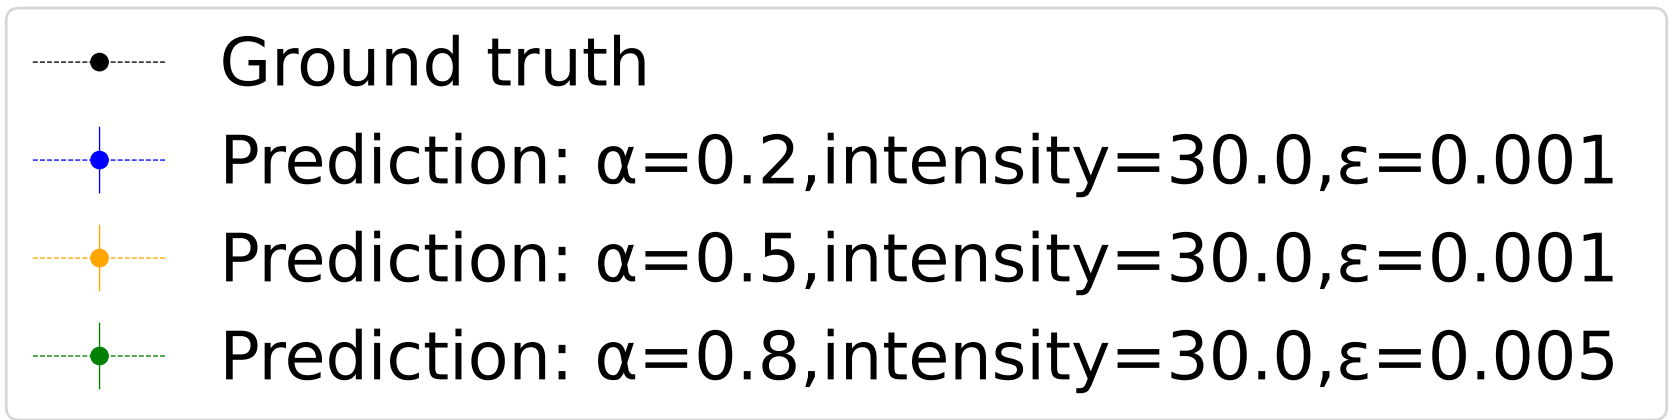 Ground truth
Prediction: α=0.2,intensity=30.0,ε=0.001
Prediction: α=0.5,intensity=30.0,ε=0.001
Prediction: α=0.8,intensity=30.0,ε=0.005